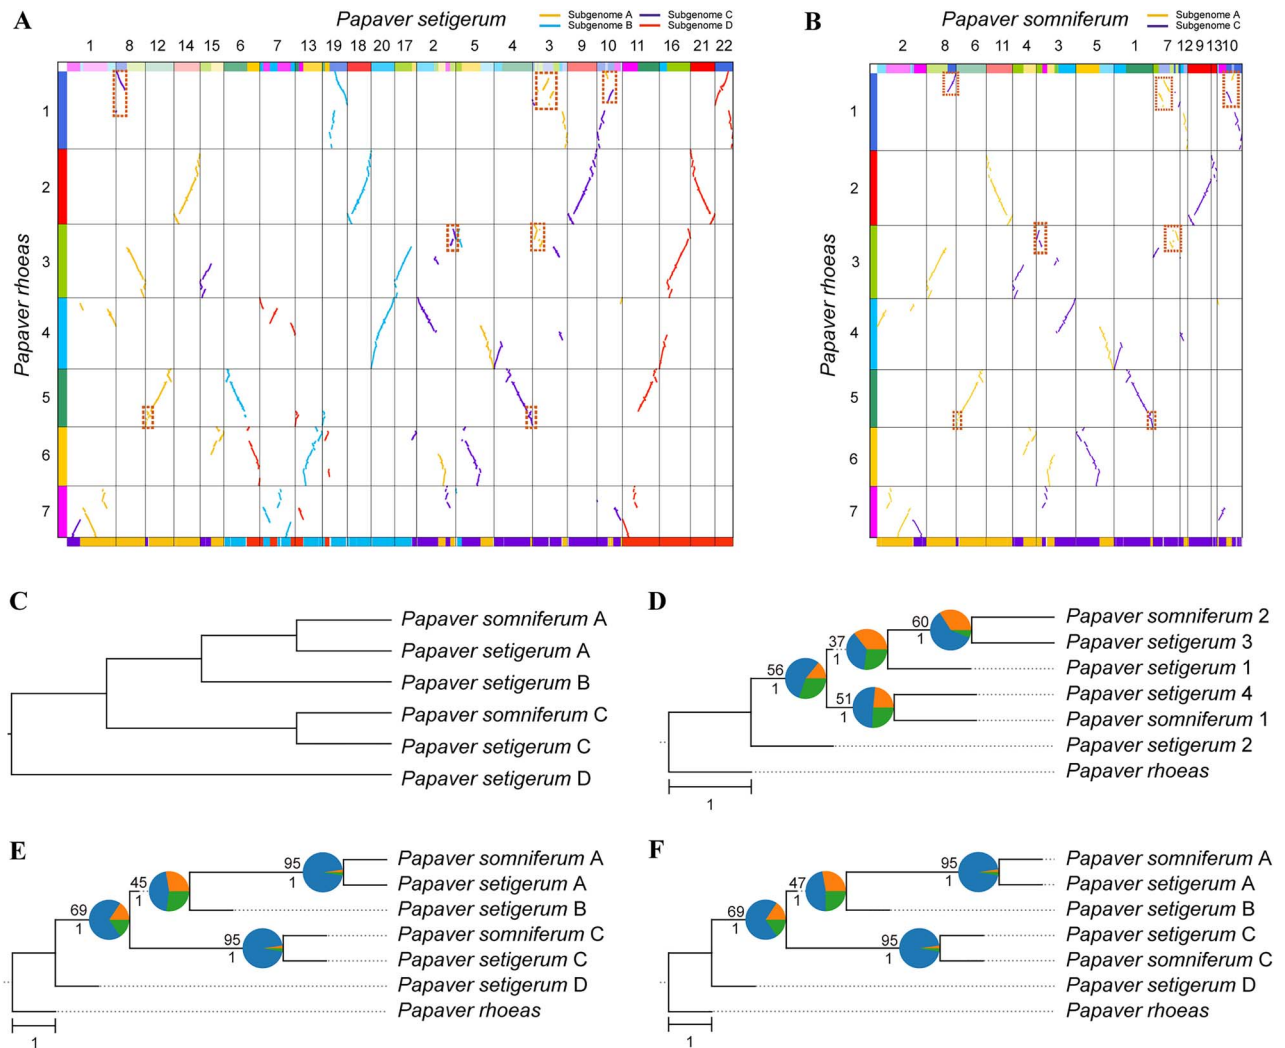 A
Papaver setigerum
Subgenome A
Subgenome C
Subgenome B
Subgenome D
1 8 12 14 15 6 7 13 19 18 20 17 2 5 4 3 9 10 11 16 21 22
Papaver rhoeas
1
2
3
4
5
6
7
B
Papaver somniferum
Subgenome A
Subgenome C
2 8 6 11 4 3 5 1 7 12 9 13 10
Papaver rhoeas
1
2
3
4
5
6
7
C
Papaver somniferum A
Papaver setigerum A
Papaver setigerum B
Papaver somniferum C
Papaver setigerum C
Papaver setigerum D
D
60
1
37
1
56
1
51
1
Papaver somniferum 2
Papaver setigerum 3
Papaver setigerum 1
Papaver setigerum 4
Papaver somniferum 1
Papaver setigerum 2
Papaver rhoeas
1
E
95
1
45
1
69
1
95
1
Papaver somniferum A
Papaver setigerum A
Papaver setigerum B
Papaver somniferum C
Papaver setigerum C
Papaver setigerum D
Papaver rhoeas
1
F
95
1
47
1
69
1
95
1
Papaver somniferum A
Papaver setigerum A
Papaver setigerum B
Papaver setigerum C
Papaver somniferum C
Papaver setigerum D
Papaver rhoeas
1